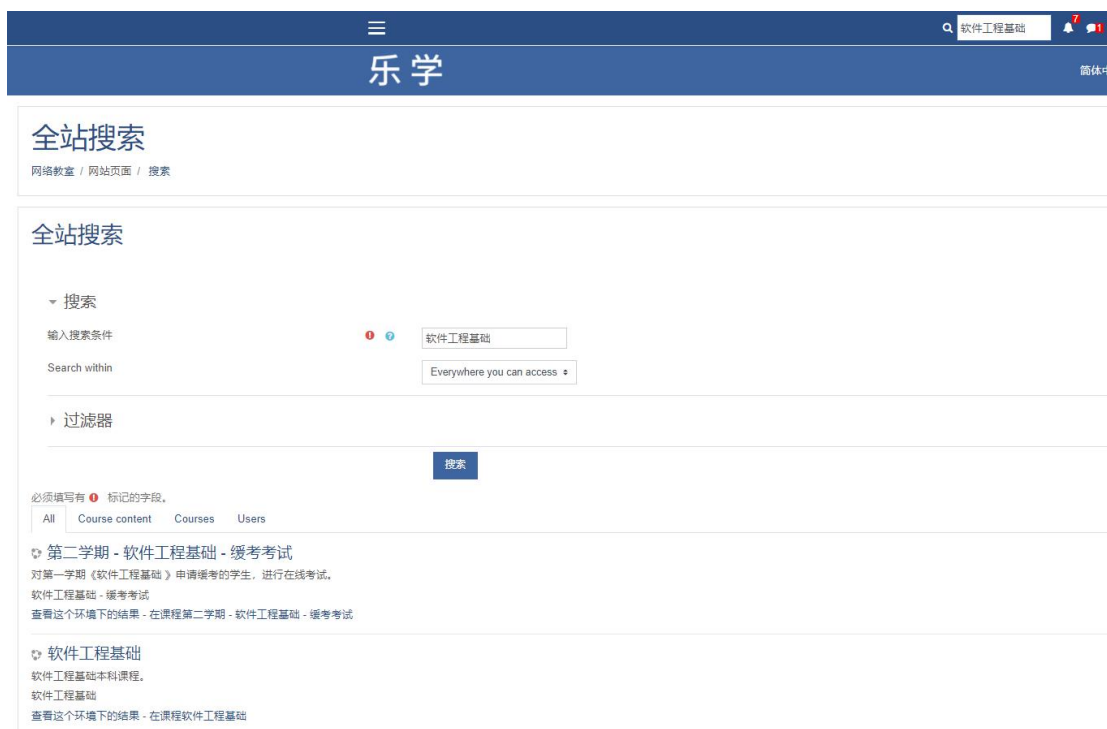 软件工程基础 7 1
乐学
简体中
全站搜索
网络教室 / 网站页面 / 搜索
全站搜索
搜索
输入搜索条件 软件工程基础
Search within Everywhere you can access
过滤器
搜索
必须填写有 标记的字段。
All Course content Courses Users
第二学期 - 软件工程基础 - 缓考考试
对第一学期《软件工程基础 》申请缓考的学生，进行在线考试。
软件工程基础 - 缓考考试
查看这个环境下的结果 - 在课程第二学期 - 软件工程基础 - 缓考考试
软件工程基础
软件工程基础本科课程。
软件工程基础
查看这个环境下的结果 - 在课程软件工程基础